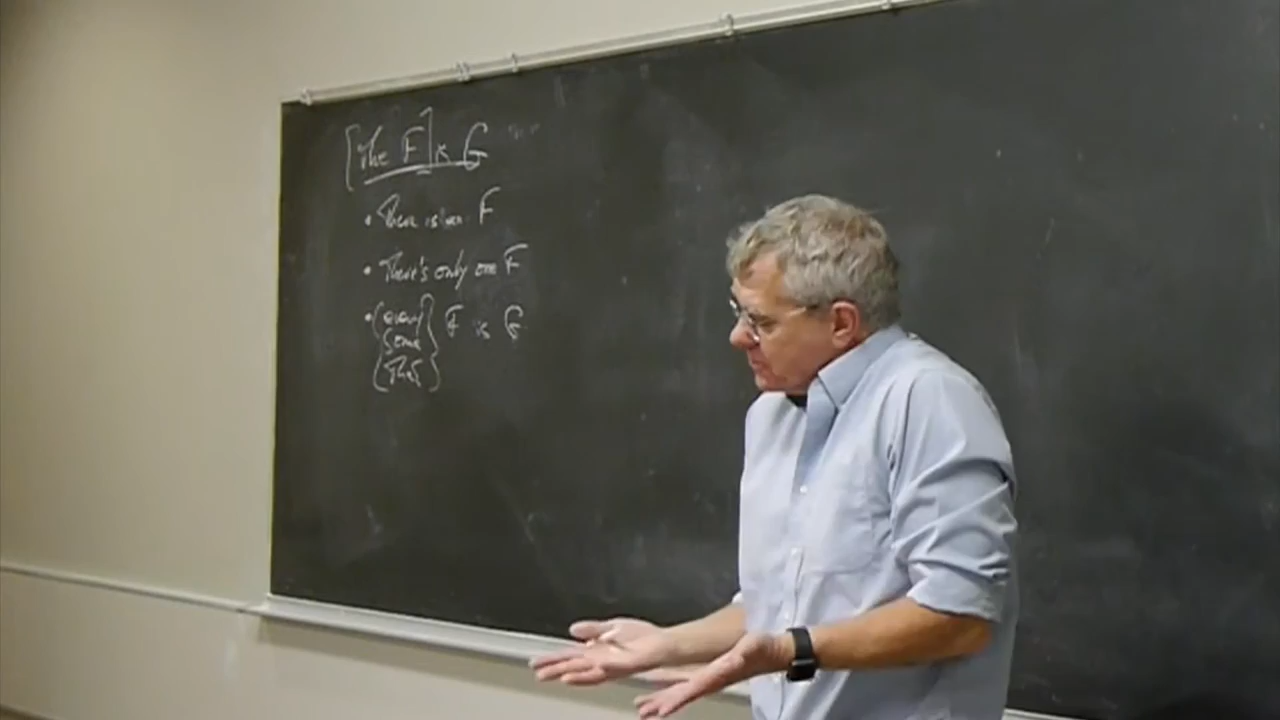 [The F] is G
• There is an F
• There's only one F
• {every F is G
some
That}